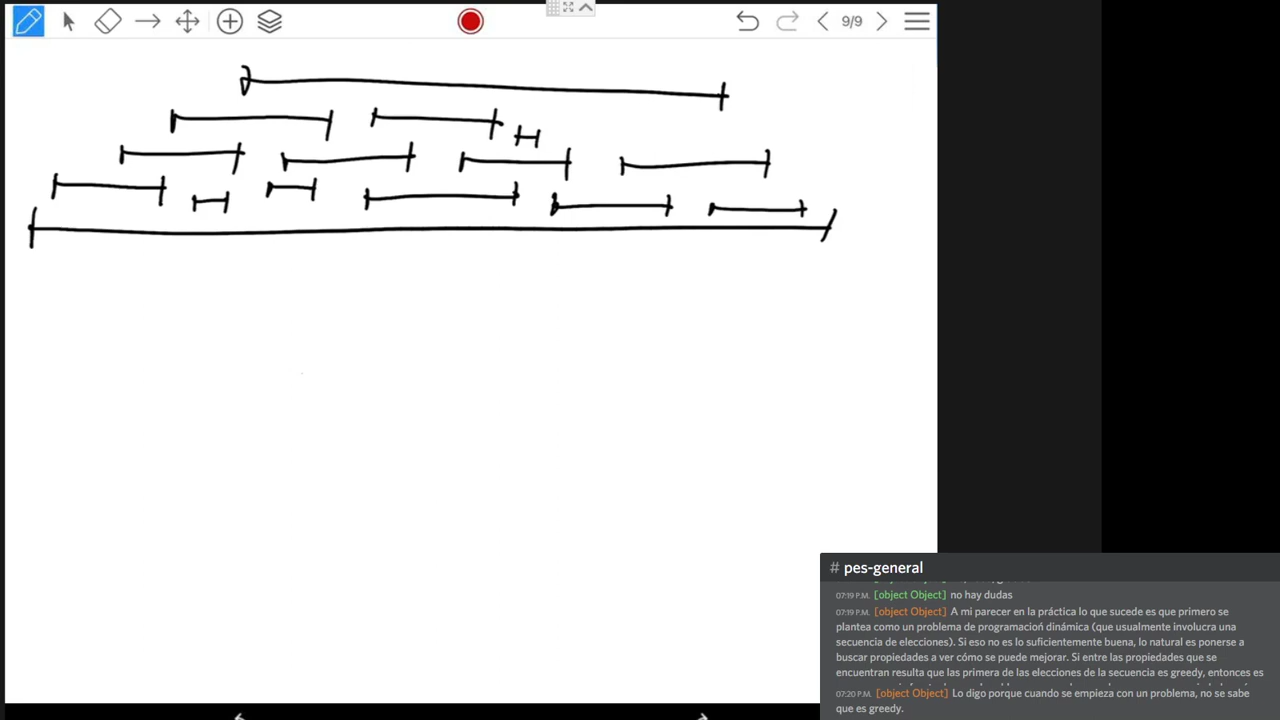 9/9
# pes-general
07:19 P.M. [object Object] no hay dudas
07:19 P.M. [object Object] A mi parecer en la práctica lo que sucede es que primero se
plantea como un problema de programación dinámica (que usualmente involucra una
secuencia de elecciones). Si eso no es lo suficientemente buena, lo natural es ponerse a
buscar propiedades a ver cómo se puede mejorar. Si entre las propiedades que se
encuentran resulta que las primera de las elecciones de la secuencia es greedy, entonces es
07:20 P.M. [object Object] Lo digo porque cuando se empieza con un problema, no se sabe
que es greedy.